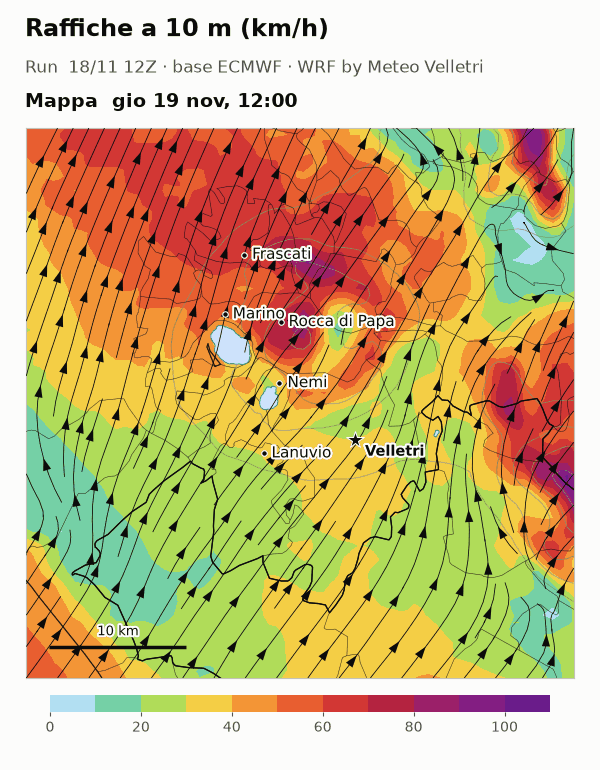 Raffiche a 10 m (km/h)
Run 18/11 12Z · base ECMWF · WRF by Meteo Velletri
Mappa gio 19 nov, 12:00
Frascati
Marino
Rocca di Papa
Nemi
Velletri
Lanuvio
10 km
0 20 40 60 80 100